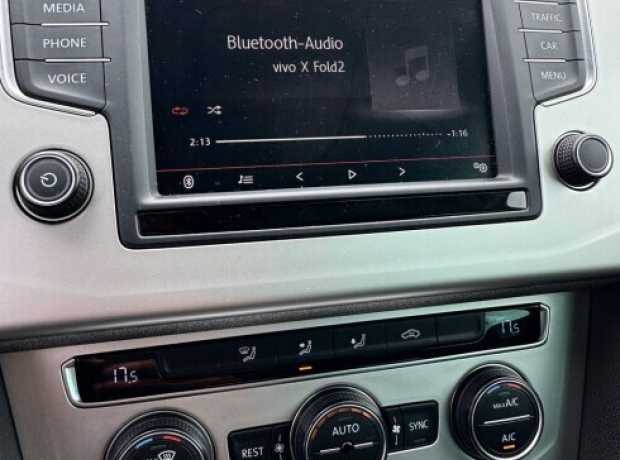 MEDIA
PHONE
VOICE
Bluetooth-Audio
vivo X Fold2
2:13 -1:16
TRAFFIC
CAR
MENU
17.5 17.5
REST AUTO SYNC
MAX A/C
A/C